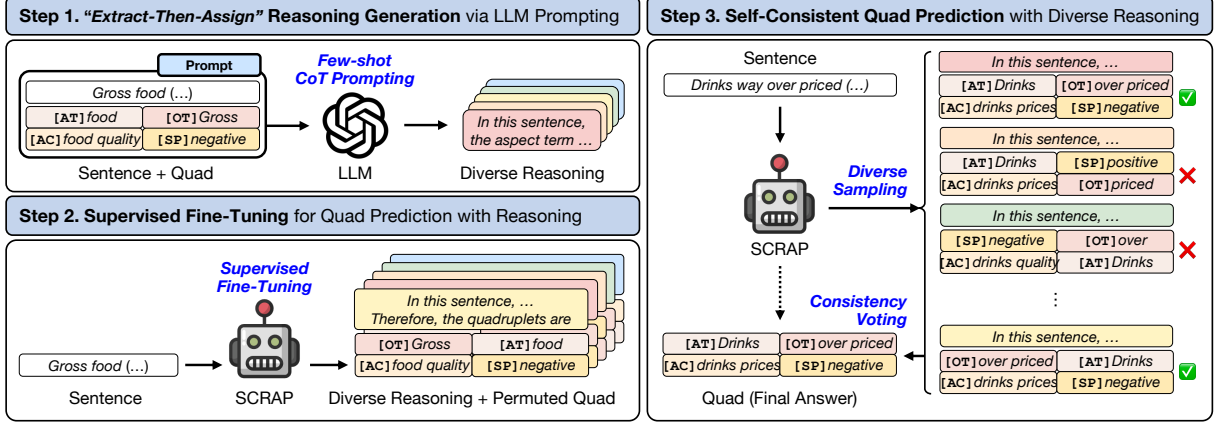 Step 1. “Extract-Then-Assign” Reasoning Generation via LLM Prompting
Prompt
Gross food (…)
[AT]food [OT]Gross
[AC]food quality [SP]negative
Sentence + Quad
Few-shot
CoT Prompting
LLM
In this sentence,
the aspect term …
Diverse Reasoning
Step 2. Supervised Fine-Tuning for Quad Prediction with Reasoning
Gross food (…)
Sentence
Supervised
Fine-Tuning
SCRAP
In this sentence, …
Therefore, the quadruplets are
[OT]Gross [AT]food
[AC]food quality [SP]negative
Diverse Reasoning + Permuted Quad
Step 3. Self-Consistent Quad Prediction with Diverse Reasoning
Sentence
Drinks way over priced (…)
SCRAP
Diverse
Sampling
Consistency
Voting
[AT]Drinks [OT]over priced
[AC]drinks prices [SP]negative
Quad (Final Answer)
In this sentence, …
[AT]Drinks [OT]over priced
[AC]drinks prices [SP]negative
In this sentence, …
[AT]Drinks [SP]positive
[AC]drinks prices [OT]priced
In this sentence, …
[SP]negative [OT]over
[AC]drinks quality [AT]Drinks
⋮
In this sentence, …
[OT]over priced [AT]Drinks
[AC]drinks prices [SP]negative